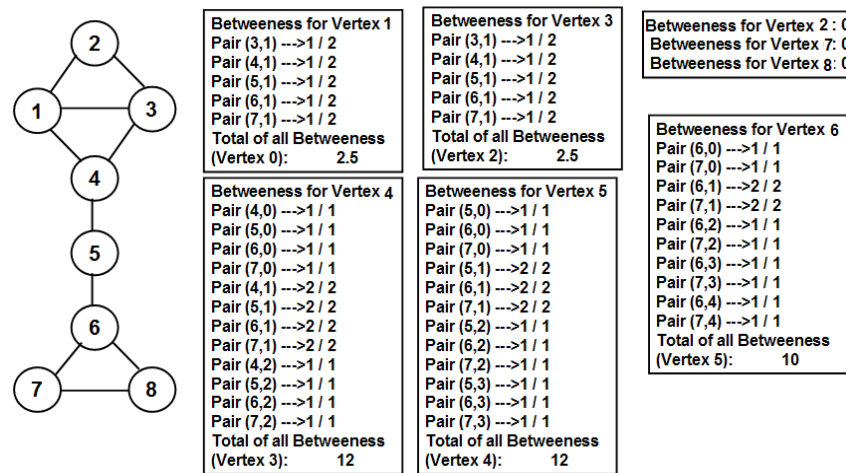 2
1
3
4
5
6
7
8
Betweeness for Vertex 1
Pair (3,1) --->1 / 2
Pair (4,1) --->1 / 2
Pair (5,1) --->1 / 2
Pair (6,1) --->1 / 2
Pair (7,1) --->1 / 2
Total of all Betweeness
(Vertex 0): 2.5
Betweeness for Vertex 3
Pair (3,1) --->1 / 2
Pair (4,1) --->1 / 2
Pair (5,1) --->1 / 2
Pair (6,1) --->1 / 2
Pair (7,1) --->1 / 2
Total of all Betweeness
(Vertex 2): 2.5
Betweeness for Vertex 2 : 0
Betweeness for Vertex 7: 0
Betweeness for Vertex 8: 0
Betweeness for Vertex 4
Pair (4,0) --->1 / 1
Pair (5,0) --->1 / 1
Pair (6,0) --->1 / 1
Pair (7,0) --->1 / 1
Pair (4,1) --->2 / 2
Pair (5,1) --->2 / 2
Pair (6,1) --->2 / 2
Pair (7,1) --->2 / 2
Pair (4,2) --->1 / 1
Pair (5,2) --->1 / 1
Pair (6,2) --->1 / 1
Pair (7,2) --->1 / 1
Total of all Betweeness
(Vertex 3): 12
Betweeness for Vertex 5
Pair (5,0) --->1 / 1
Pair (6,0) --->1 / 1
Pair (7,0) --->1 / 1
Pair (5,1) --->2 / 2
Pair (6,1) --->2 / 2
Pair (7,1) --->2 / 2
Pair (5,2) --->1 / 1
Pair (6,2) --->1 / 1
Pair (7,2) --->1 / 1
Pair (5,3) --->1 / 1
Pair (6,3) --->1 / 1
Pair (7,3) --->1 / 1
Total of all Betweeness
(Vertex 4): 12
Betweeness for Vertex 6
Pair (6,0) --->1 / 1
Pair (7,0) --->1 / 1
Pair (6,1) --->2 / 2
Pair (7,1) --->2 / 2
Pair (6,2) --->1 / 1
Pair (7,2) --->1 / 1
Pair (6,3) --->1 / 1
Pair (7,3) --->1 / 1
Pair (6,4) --->1 / 1
Pair (7,4) --->1 / 1
Total of all Betweeness
(Vertex 5): 10